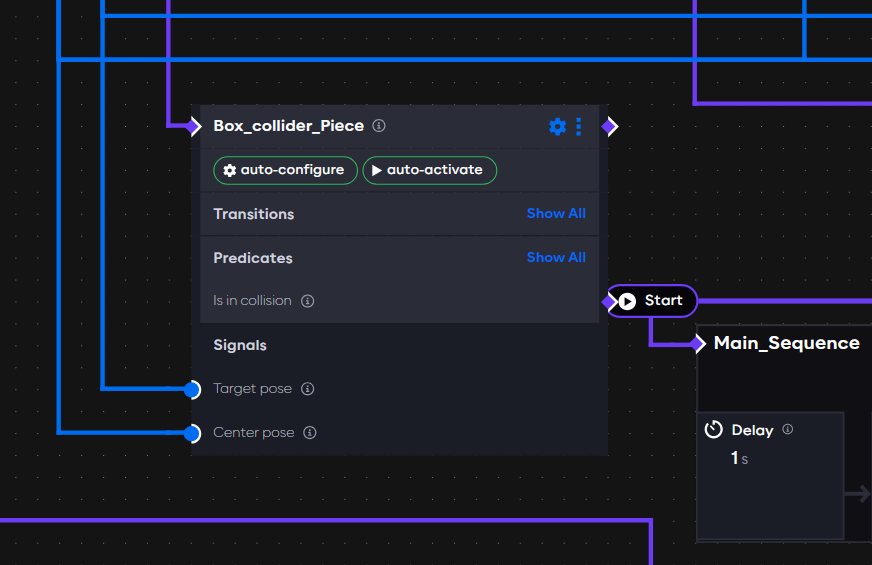 Box_collider_Piece
auto-configure auto-activate
Transitions Show All
Predicates Show All
Is in collision
Start
Signals
Main_Sequence
Target pose
Center pose
Delay
1 s